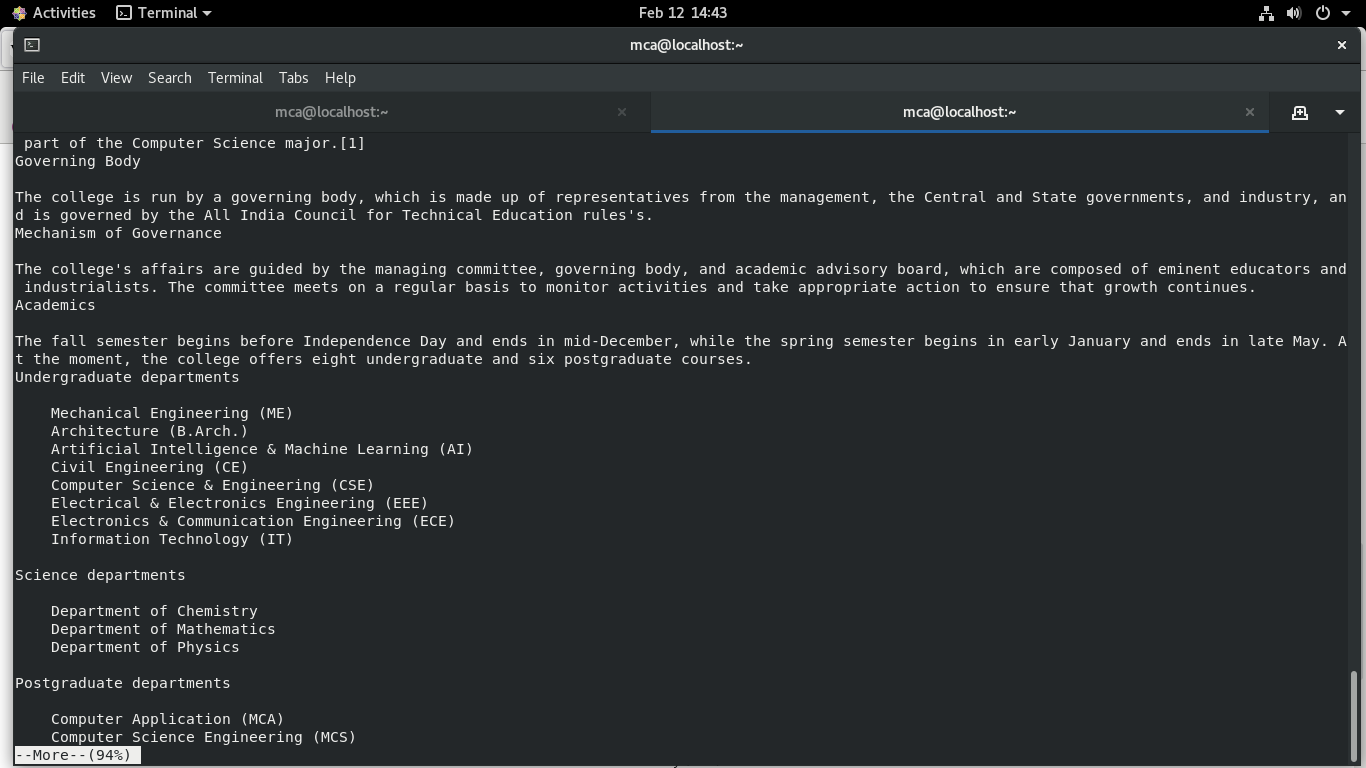 Activities Terminal Feb 12 14:43
mca@localhost:~
File Edit View Search Terminal Tabs Help
mca@localhost:~ mca@localhost:~
part of the Computer Science major.[1]
Governing Body
The college is run by a governing body, which is made up of representatives from the management, the Central and State governments, and industry, an
d is governed by the All India Council for Technical Education rules's.
Mechanism of Governance
The college's affairs are guided by the managing committee, governing body, and academic advisory board, which are composed of eminent educators and
industrialists. The committee meets on a regular basis to monitor activities and take appropriate action to ensure that growth continues.
Academics
The fall semester begins before Independence Day and ends in mid-December, while the spring semester begins in early January and ends in late May. A
t the moment, the college offers eight undergraduate and six postgraduate courses.
Undergraduate departments
Mechanical Engineering (ME)
Architecture (B.Arch.)
Artificial Intelligence & Machine Learning (AI)
Civil Engineering (CE)
Computer Science & Engineering (CSE)
Electrical & Electronics Engineering (EEE)
Electronics & Communication Engineering (ECE)
Information Technology (IT)
Science departments
Department of Chemistry
Department of Mathematics
Department of Physics
Postgraduate departments
Computer Application (MCA)
Computer Science Engineering (MCS)
--More--(94%)